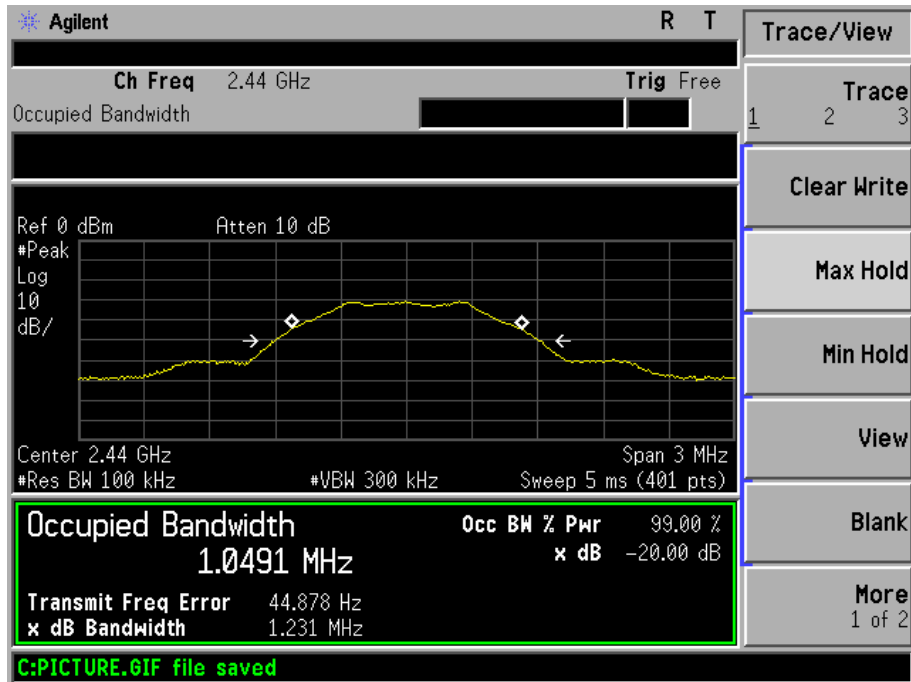 Agilent R T
Trace/View
Ch Freq 2.44 GHz Trig Free
Occupied Bandwidth
Trace
1 2 3
Clear Write
Max Hold
Min Hold
View
Blank
More
1 of 2
Ref 0 dBm Atten 10 dB
#Peak
Log
10
dB/
Center 2.44 GHz Span 3 MHz
#Res BW 100 kHz #VBW 300 kHz Sweep 5 ms (401 pts)
Occupied Bandwidth Occ BW % Pwr 99.00 %
1.0491 MHz x dB -20.00 dB
Transmit Freq Error 44.878 Hz
x dB Bandwidth 1.231 MHz
C:PICTURE.GIF file saved